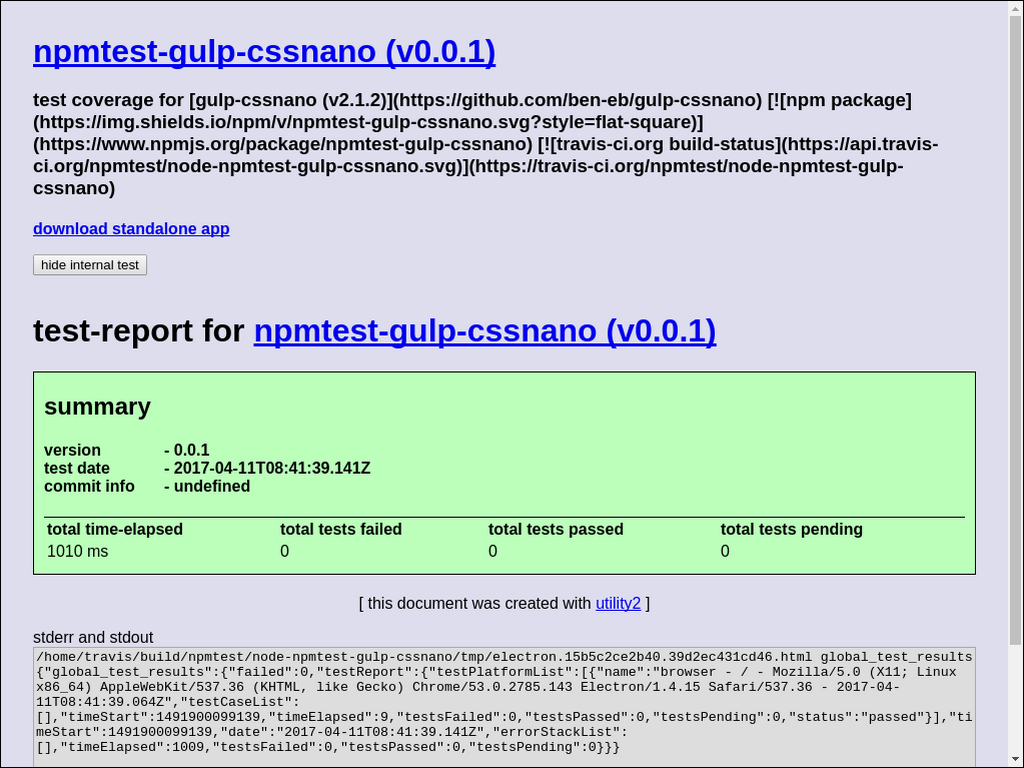 npmtest-gulp-cssnano (v0.0.1)
test coverage for [gulp-cssnano (v2.1.2)](https://github.com/ben-eb/gulp-cssnano) [![npm package]
(https://img.shields.io/npm/v/npmtest-gulp-cssnano.svg?style=flat-square)]
(https://www.npmjs.org/package/npmtest-gulp-cssnano) [![travis-ci.org build-status](https://api.travis-
ci.org/npmtest/node-npmtest-gulp-cssnano.svg)](https://travis-ci.org/npmtest/node-npmtest-gulp-
cssnano)
download standalone app
hide internal test
test-report for npmtest-gulp-cssnano (v0.0.1)
summary
version - 0.0.1
test date - 2017-04-11T08:41:39.141Z
commit info - undefined
total time-elapsed total tests failed total tests passed total tests pending
1010 ms 0 0 0
[ this document was created with utility2 ]
stderr and stdout
/home/travis/build/npmtest/node-npmtest-gulp-cssnano/tmp/electron.15b5c2ce2b40.39d2ec431cd46.html global_test_results
{"global_test_results":{"failed":0,"testReport":{"testPlatformList":[{"name":"browser - / - Mozilla/5.0 (X11; Linux
x86_64) AppleWebKit/537.36 (KHTML, like Gecko) Chrome/53.0.2785.143 Electron/1.4.15 Safari/537.36 - 2017-04-
11T08:41:39.064Z","testCaseList":
[],"timeStart":1491900099139,"timeElapsed":9,"testsFailed":0,"testsPassed":0,"testsPending":0,"status":"passed"}],"ti
meStart":1491900099139,"date":"2017-04-11T08:41:39.141Z","errorStackList":
[],"timeElapsed":1009,"testsFailed":0,"testsPassed":0,"testsPending":0}}}